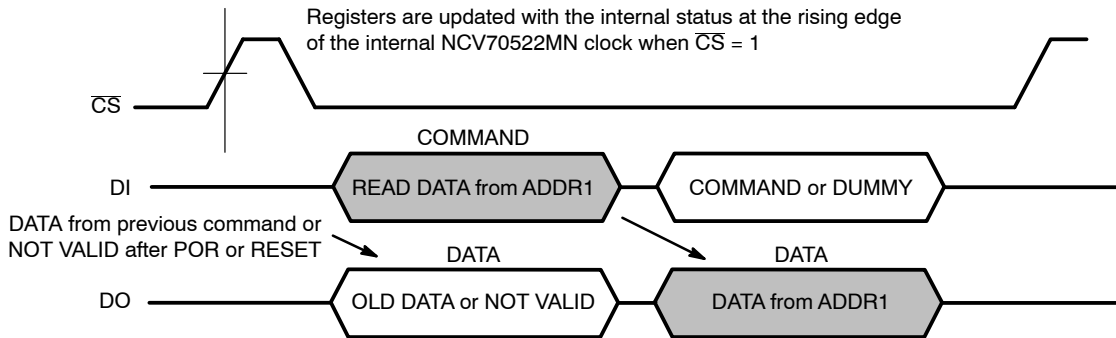 Registers are updated with the internal status at the rising edge
of the internal NCV70522MN clock when C̅S̅ = 1
C̅S̅
COMMAND
DI
READ DATA from ADDR1
COMMAND or DUMMY
DATA from previous command or
NOT VALID after POR or RESET
DATA
DATA
DO
OLD DATA or NOT VALID
DATA from ADDR1